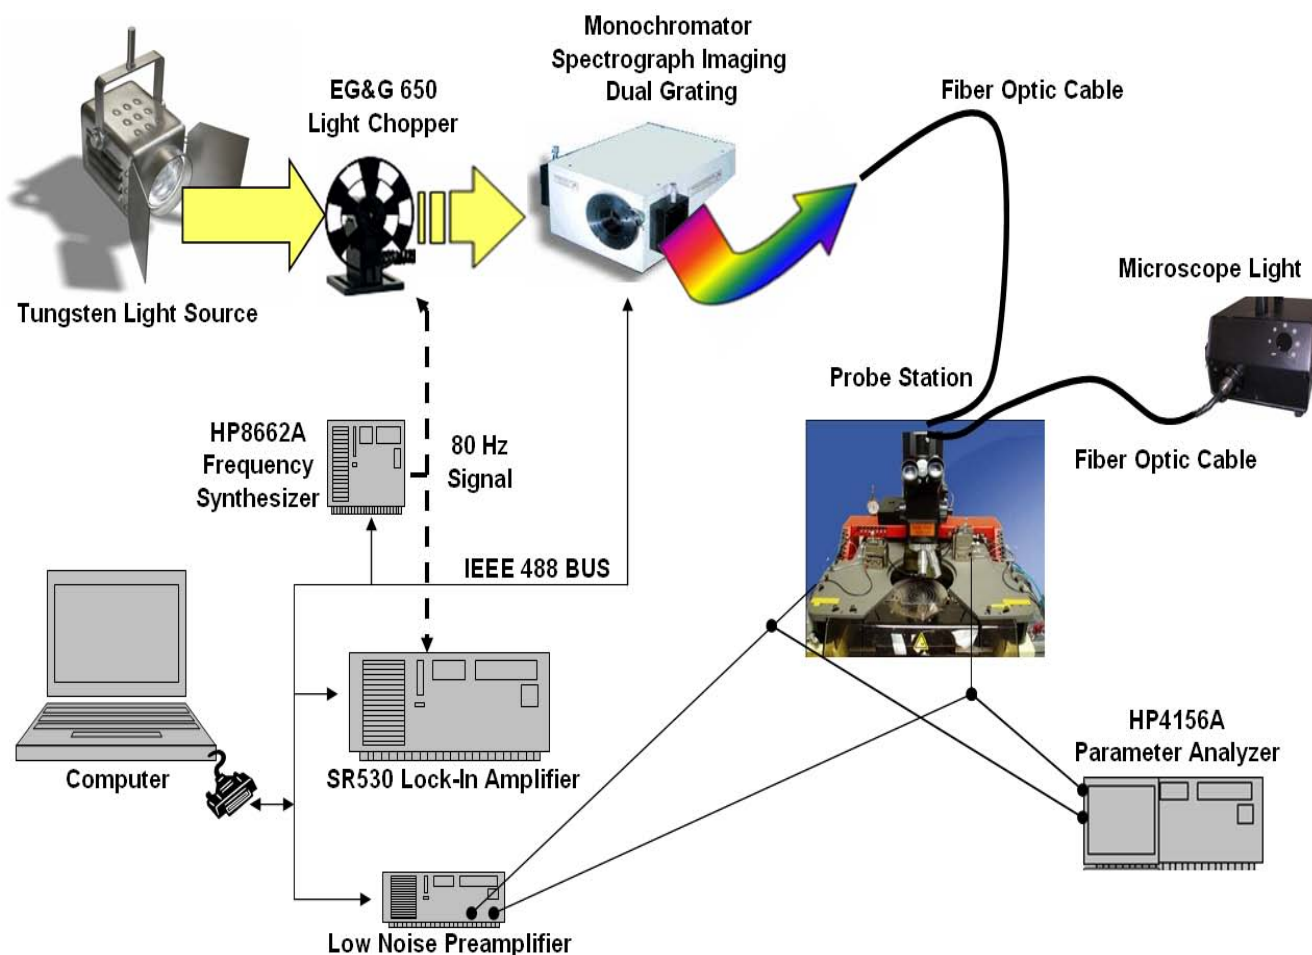 Monochromator
Spectrograph Imaging
Dual Grating
EG&G 650
Light Chopper
Fiber Optic Cable
Tungsten Light Source
Microscope Light
Probe Station
Fiber Optic Cable
HP8662A
Frequency
Synthesizer
80 Hz
Signal
IEEE 488 BUS
Computer
SR530 Lock-In Amplifier
HP4156A
Parameter Analyzer
Low Noise Preamplifier